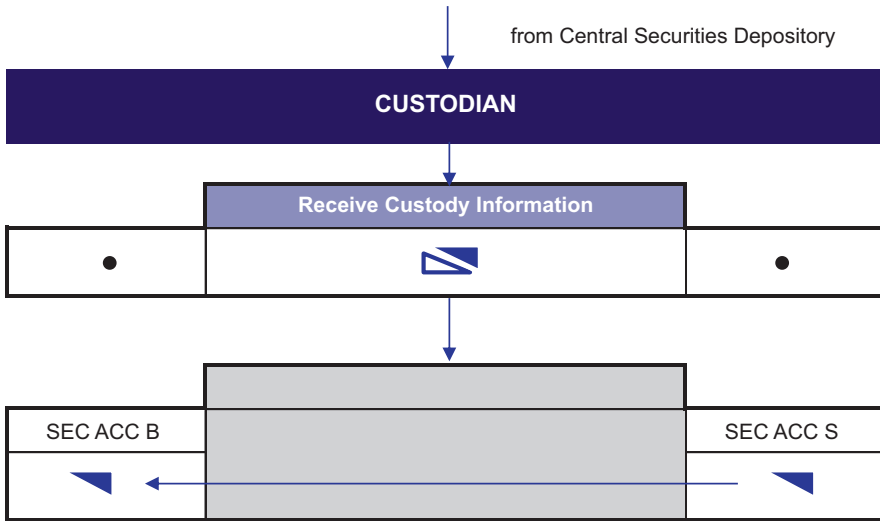 from Central Securities Depository
CUSTODIAN
Receive Custody Information
SEC ACC B
SEC ACC S